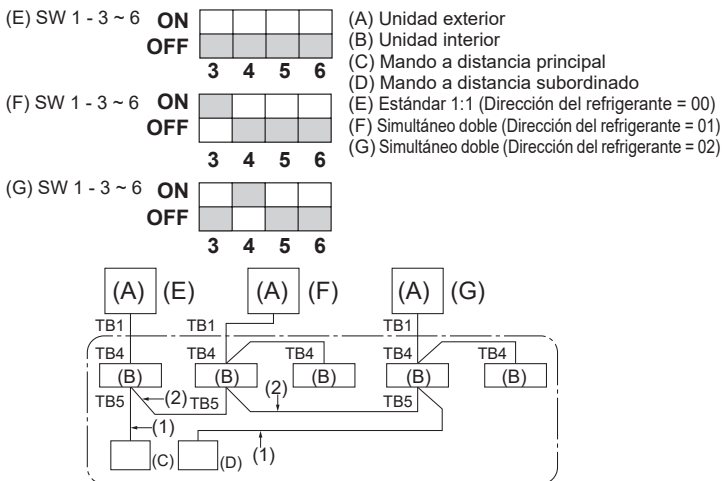 (E) SW 1 - 3 ~ 6 ON
OFF
3 4 5 6
(F) SW 1 - 3 ~ 6 ON
OFF
3 4 5 6
(G) SW 1 - 3 ~ 6 ON
OFF
3 4 5 6
(A) Unidad exterior
(B) Unidad interior
(C) Mando a distancia principal
(D) Mando a distancia subordinado
(E) Estándar 1:1 (Dirección del refrigerante = 00)
(F) Simultáneo doble (Dirección del refrigerante = 01)
(G) Simultáneo doble (Dirección del refrigerante = 02)
(A) (E) (A) (F) (A) (G)
TB1 TB1 TB1
TB4 TB4 TB4 TB4 TB4
(B) (B) (B) (B) (B)
TB5 (2) TB5 (2) TB5
(1) (1)
(C) (D)